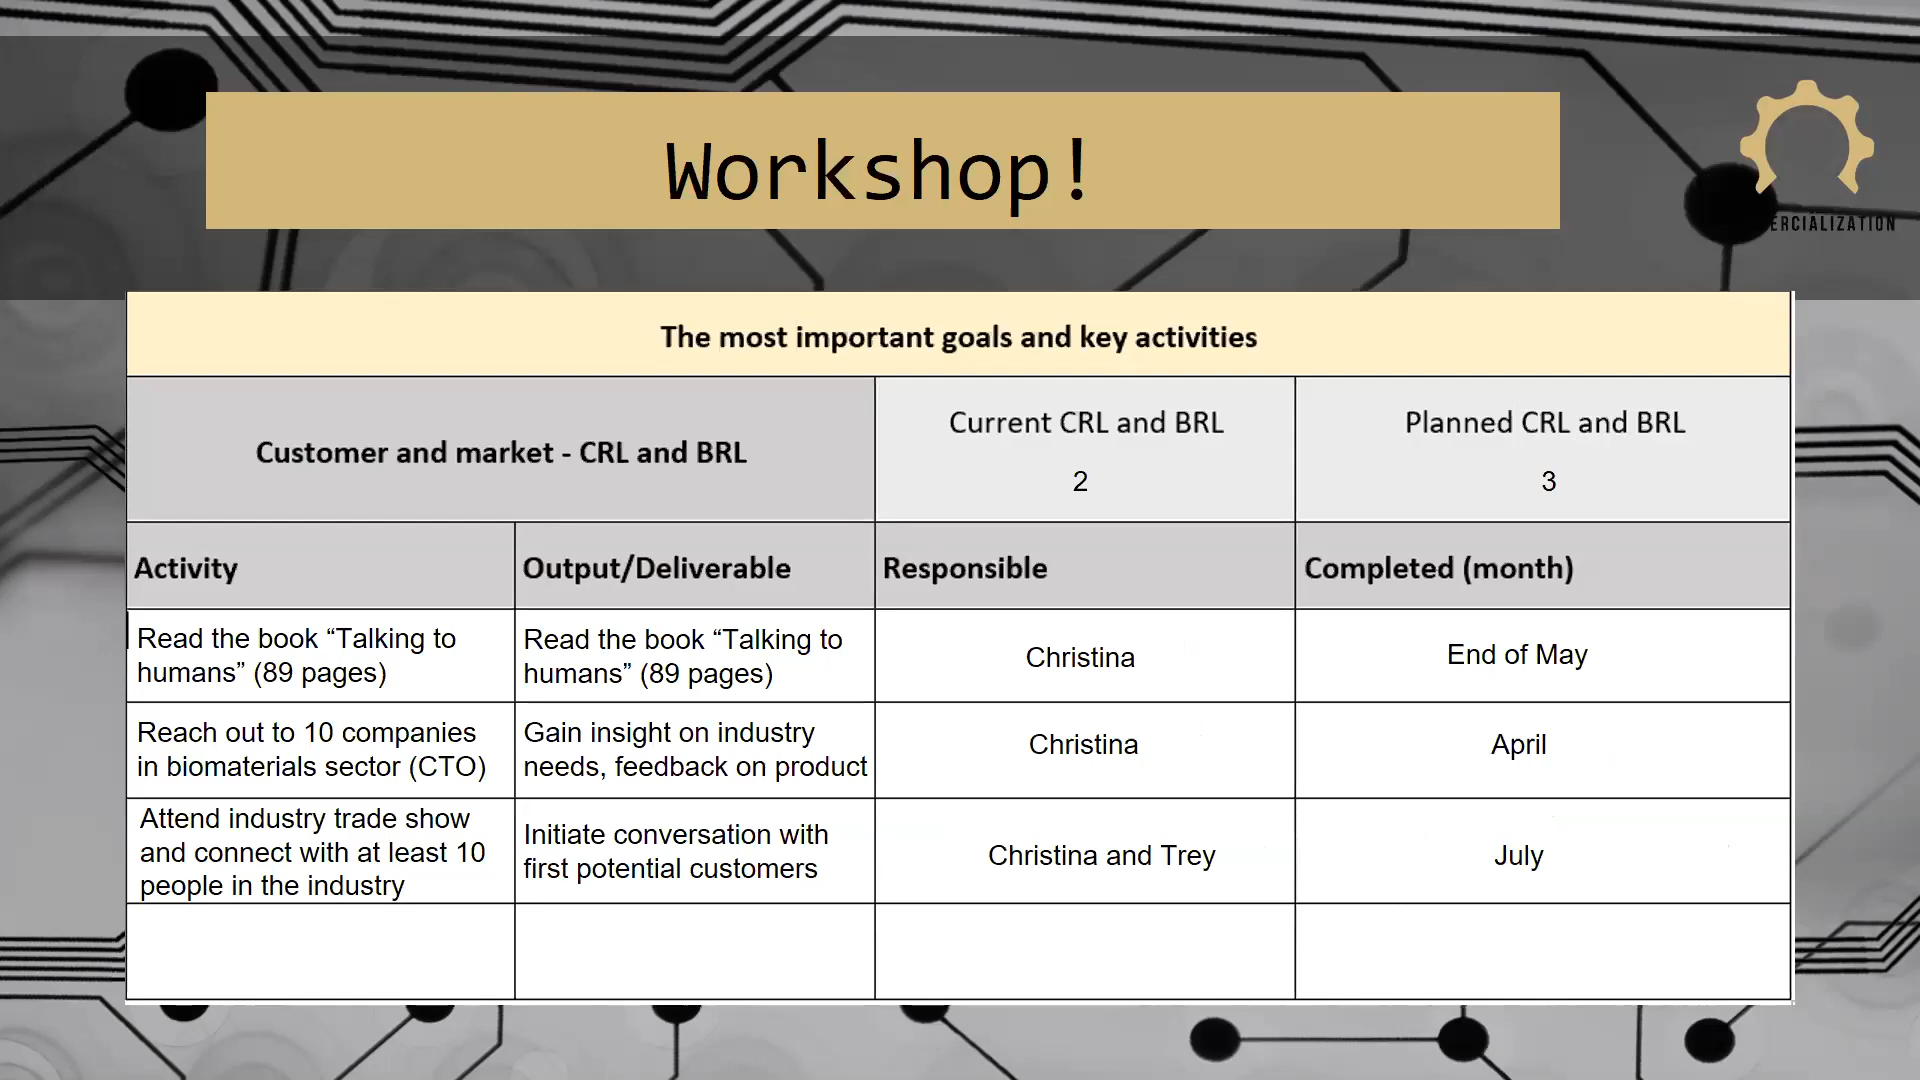 Workshop!
ERCIALIZATION
The most important goals and key activities
Customer and market - CRL and BRL
Current CRL and BRL
2
Planned CRL and BRL
3
Activity
Output/Deliverable
Responsible
Completed (month)
Read the book “Talking to
humans” (89 pages)
Read the book “Talking to
humans” (89 pages)
Christina
End of May
Reach out to 10 companies
in biomaterials sector (CTO)
Gain insight on industry
needs, feedback on product
Christina
April
Attend industry trade show
and connect with at least 10
people in the industry
Initiate conversation with
first potential customers
Christina and Trey
July